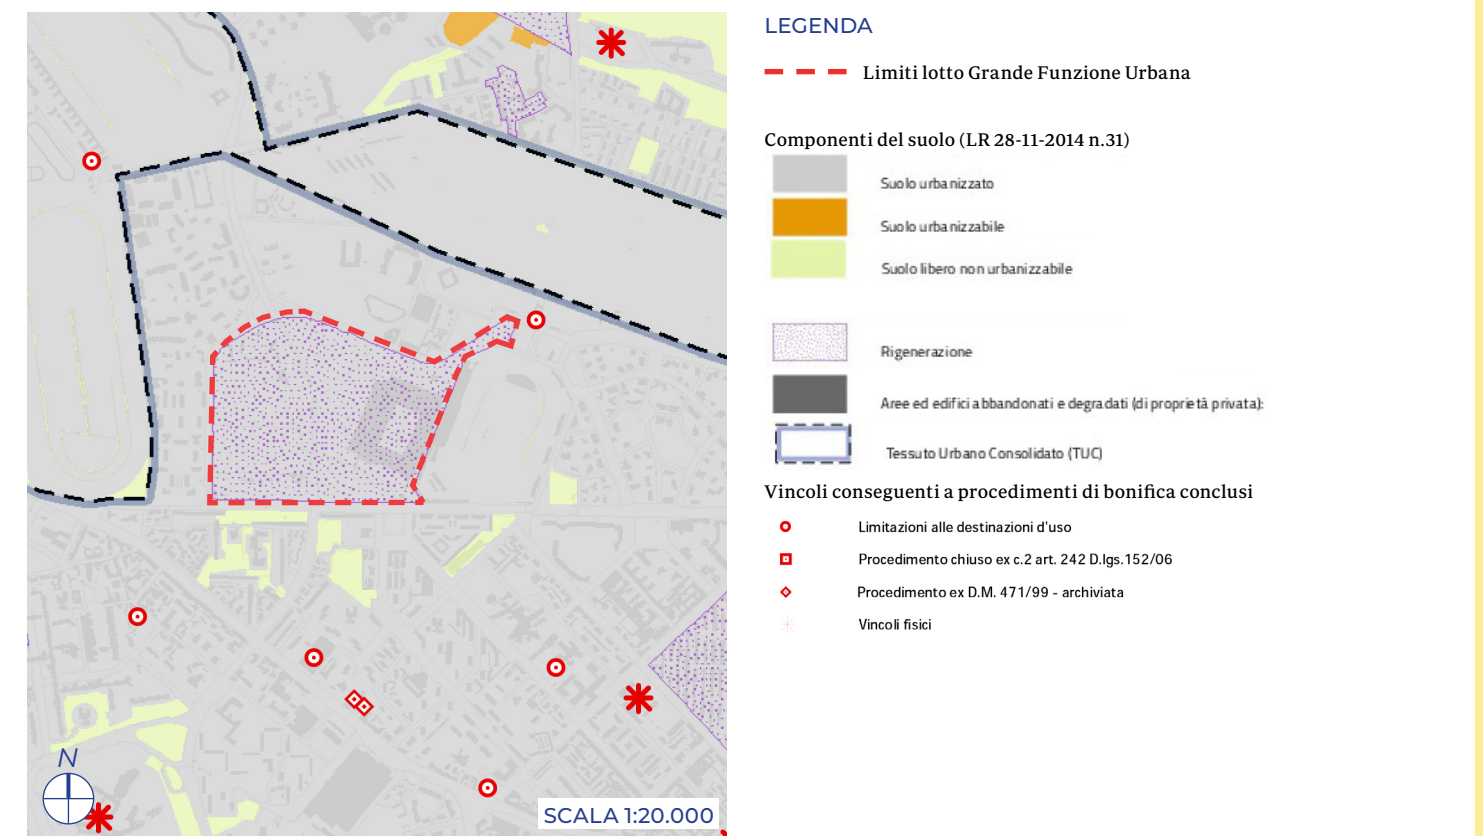 LEGENDA
Limiti lotto Grande Funzione Urbana
Componenti del suolo (LR 28-11-2014 n.31)
Suolo urbanizzato
Suolo urbanizzabile
Suolo libero non urbanizzabile
Rigenerazione
Aree ed edifici abbandonati e degradati (di proprietà privata):
Tessuto Urbano Consolidato (TUC)
Vincoli conseguenti a procedimenti di bonifica conclusi
Limitazioni alle destinazioni d'uso
Procedimento chiuso ex c.2 art. 242 D.lgs.152/06
Procedimento ex D.M. 471/99 - archiviata
Vincoli fisici
N
SCALA 1:20.000